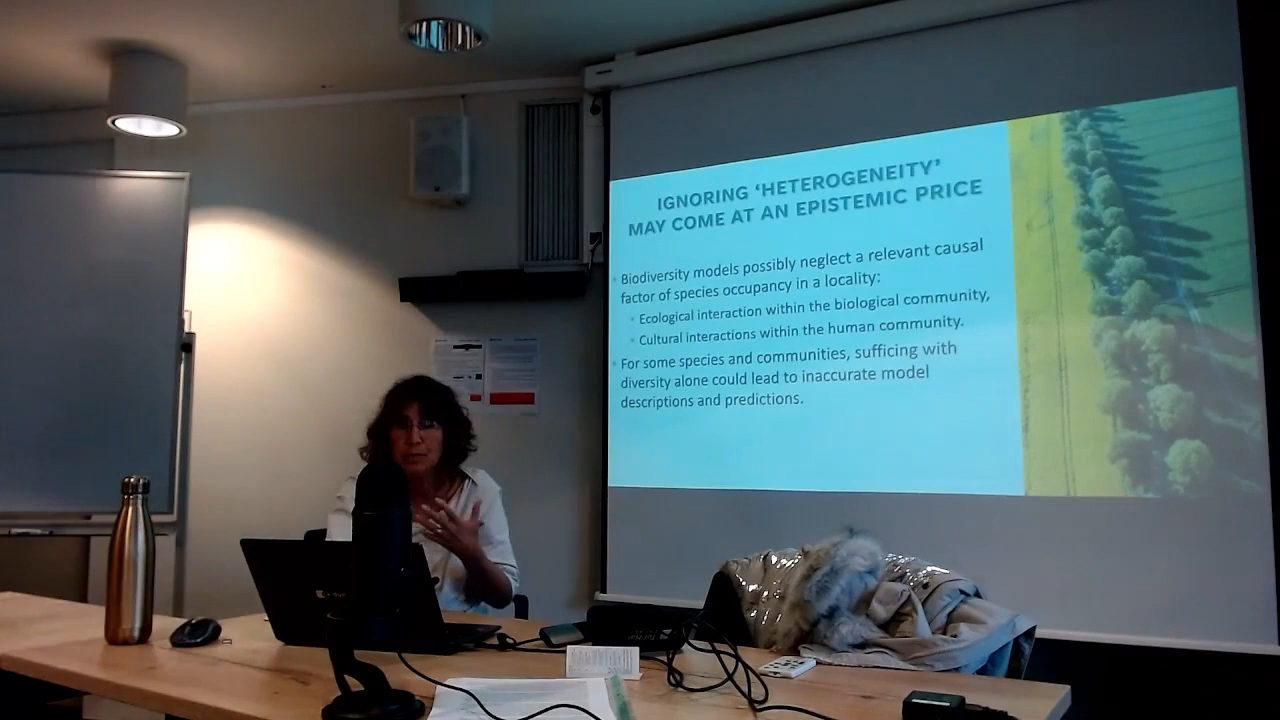 IGNORING ‘HETEROGENEITY’
MAY COME AT AN EPISTEMIC PRICE
Biodiversity models possibly neglect a relevant causal
factor of species occupancy in a locality:
Ecological interaction within the biological community,
Cultural interactions within the human community.
For some species and communities, sufficing with
diversity alone could lead to inaccurate model
descriptions and predictions.